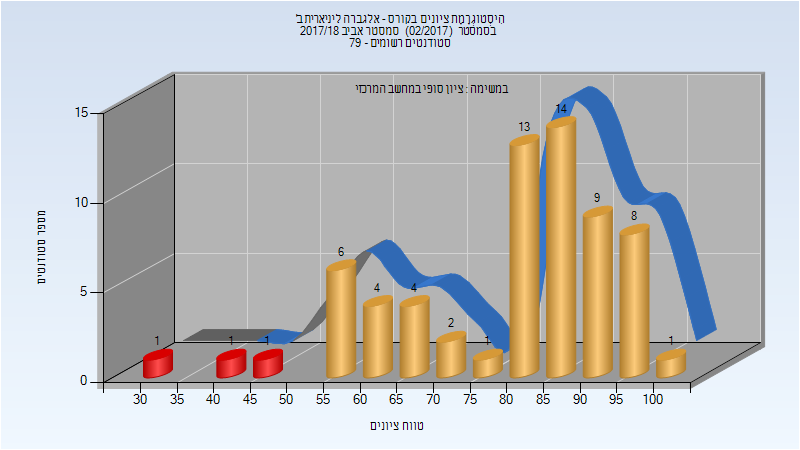 היסטוגרמת ציונים בקורס - אלגברה ליניארית ב'
בסמסטר (02/2017) סמסטר אביב 2017/18
סטודנטים רשומים - 79
במשימה : ציון סופי במחשב המרכזי
15
10
5
0
מספר סטודנטים
1
1
1
6
4
4
2
1
13
14
9
8
1
30 35 40 45 50 55 60 65 70 75 80 85 90 95 100
טווח ציונים